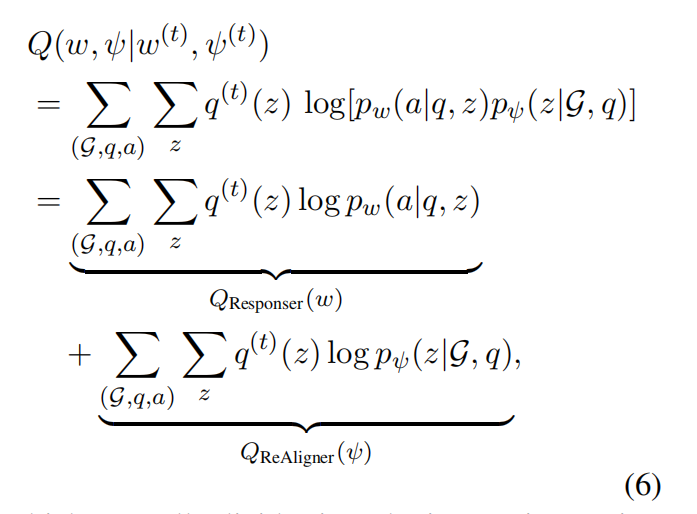 Q(w, ψ|w^(t), ψ^(t))
= ∑_(𝒢,q,a) ∑_z q^(t)(z) log[p_w(a|q, z)p_ψ(z|𝒢, q)]
= ∑_(𝒢,q,a) ∑_z q^(t)(z) log p_w(a|q, z)
Q_Responser(w)
+ ∑_(𝒢,q,a) ∑_z q^(t)(z) log p_ψ(z|𝒢, q),
Q_ReAligner(ψ)
(6)